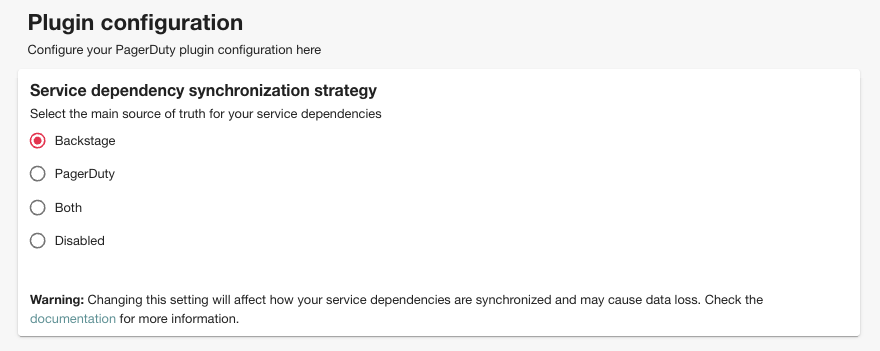 Plugin configuration
Configure your PagerDuty plugin configuration here
Service dependency synchronization strategy
Select the main source of truth for your service dependencies
Backstage
PagerDuty
Both
Disabled
Warning: Changing this setting will affect how your service dependencies are synchronized and may cause data loss. Check the
documentation for more information.